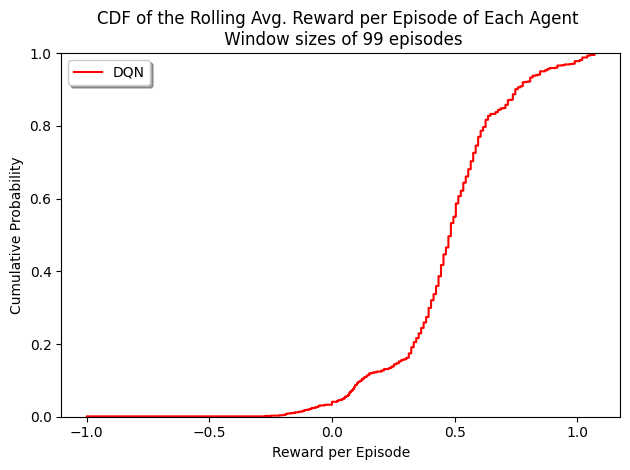 CDF of the Rolling Avg. Reward per Episode of Each Agent
Window sizes of 99 episodes
DQN
1.0
0.8
0.6
0.4
0.2
0.0
Cumulative Probability
−1.0
−0.5
0.0
0.5
1.0
Reward per Episode